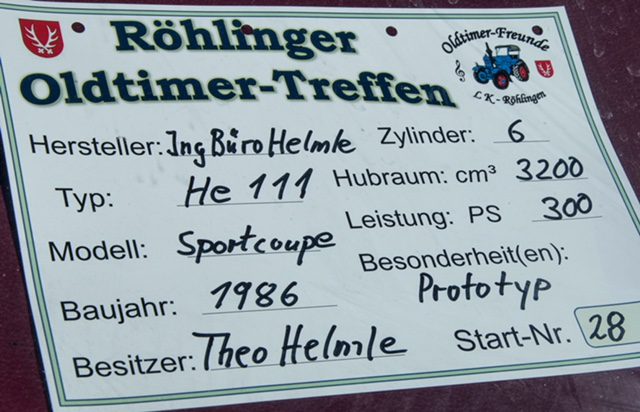 Röhlinger
Oldtimer-Treffen
Oldtimer-Freunde
L K - Röhlingen
Hersteller: Ing Büro Helmle
Typ: He 111
Modell: Sportcoupe
Baujahr: 1986
Besitzer: Theo Helmle
Zylinder: 6
Hubraum: cm³ 3200
Leistung: PS 300
Besonderheit(en):
Prototyp
Start-Nr. 28